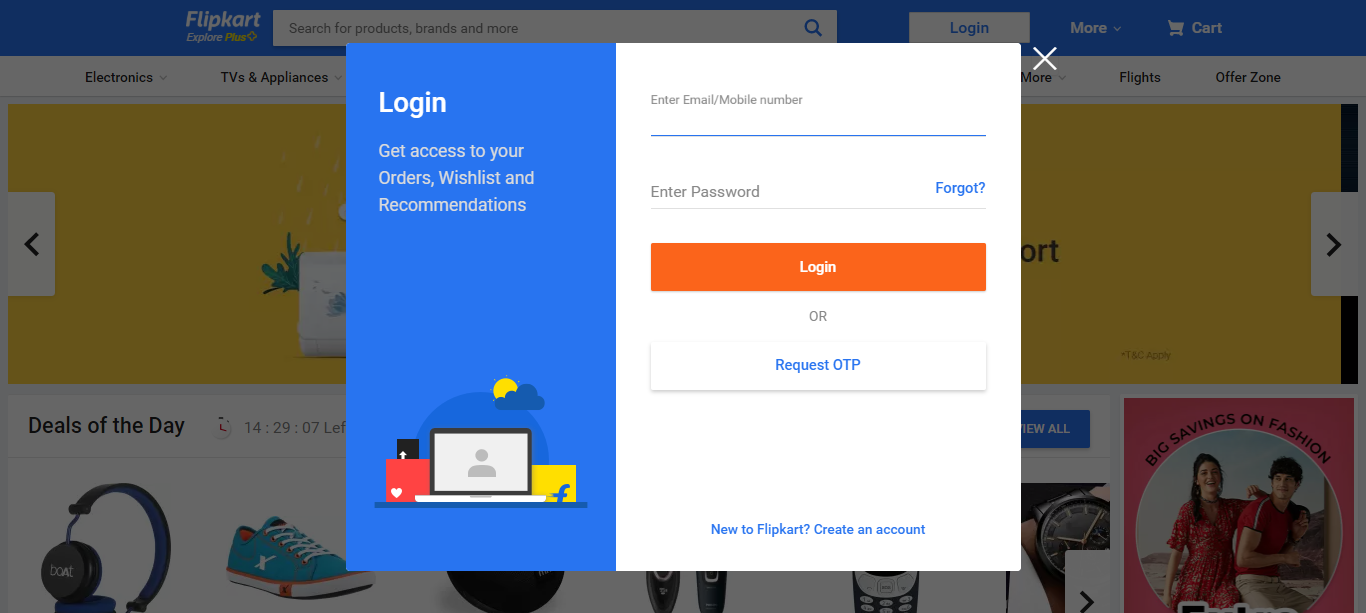 Flipkart
Explore Plus
Search for products, brands and more
Login
More
Cart
Electronics
TVs & Appliances
More
Flights
Offer Zone
Login
Get access to your
Orders, Wishlist and
Recommendations
Enter Email/Mobile number
Enter Password
Forgot?
Login
OR
Request OTP
New to Flipkart? Create an account
*T&C Apply
Deals of the Day
14 : 29 : 07 Lef
VIEW ALL
BIG SAVINGS ON FASHION
boAt